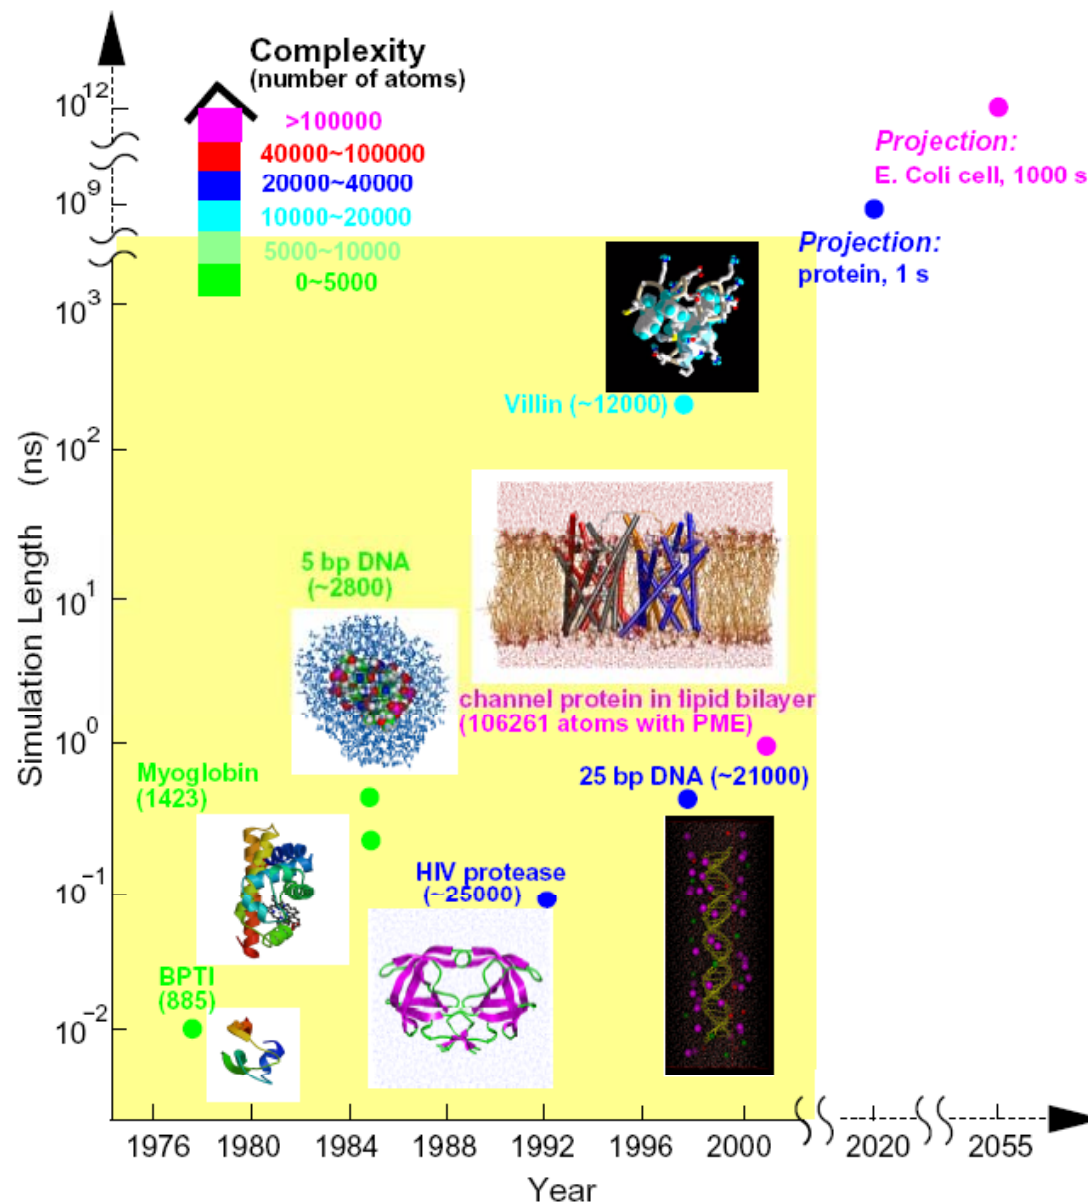 Complexity
(number of atoms)
>100000
40000~100000
20000~40000
10000~20000
5000~10000
0~5000
10^12
10^9
10^3
10^2
10^1
10^0
10^-1
10^-2
Simulation Length (ns)
Projection:
E. Coli cell, 1000 s
Projection:
protein, 1 s
Villin (~12000)
5 bp DNA
(~2800)
channel protein in lipid bilayer
(106261 atoms with PME)
Myoglobin
(1423)
25 bp DNA (~21000)
HIV protease
(~25000)
BPTI
(885)
1976 1980 1984 1988 1992 1996 2000 2020 2055
Year